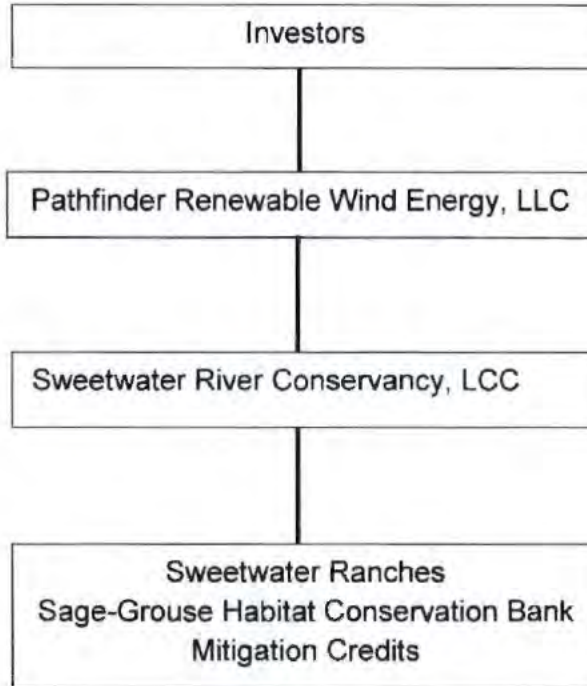 Investors
Pathfinder Renewable Wind Energy, LLC
Sweetwater River Conservancy, LCC
Sweetwater Ranches
Sage-Grouse Habitat Conservation Bank
Mitigation Credits